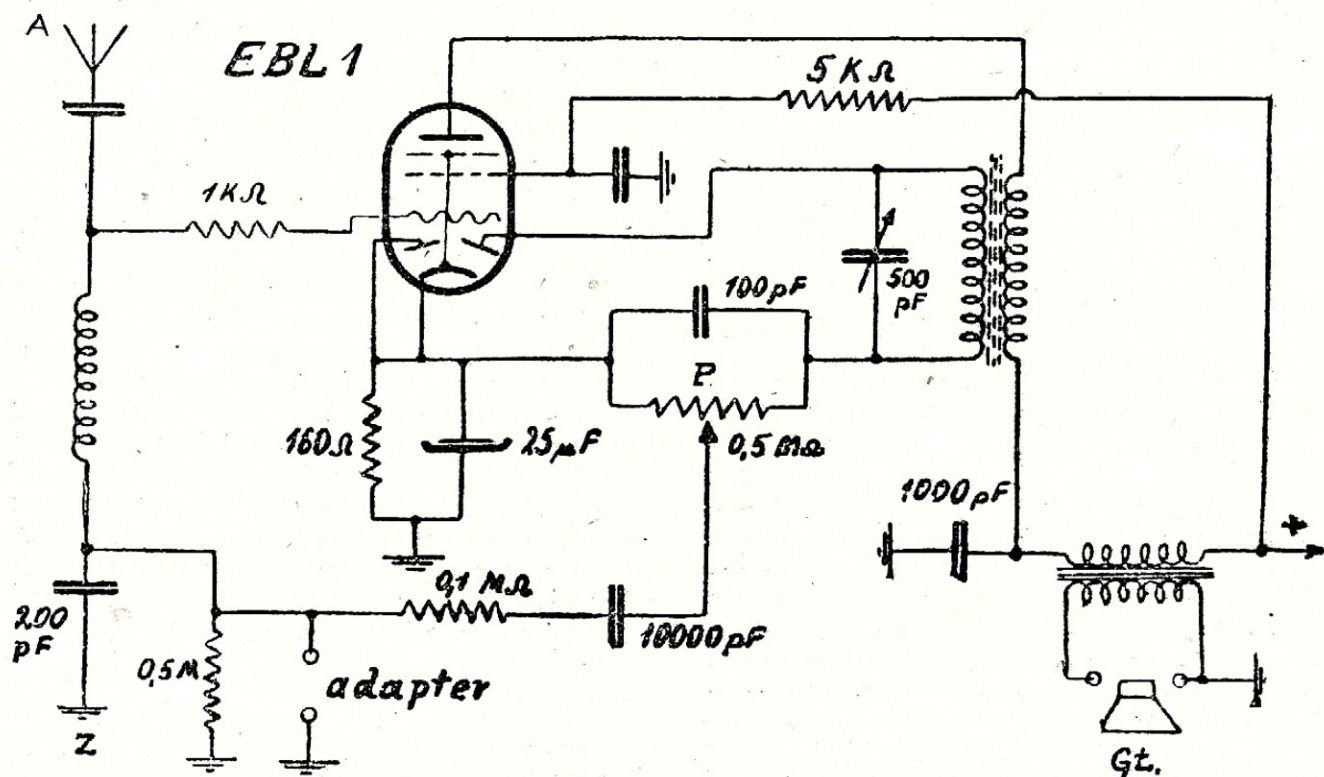 A
EBL1
5 KΩ
1KΩ
500
pF
100pF
P
160Ω
25μF
0,5 MΩ
1000pF
+
0,1 MΩ
200
pF
10000pF
0,5M
adapter
Z
Gt.